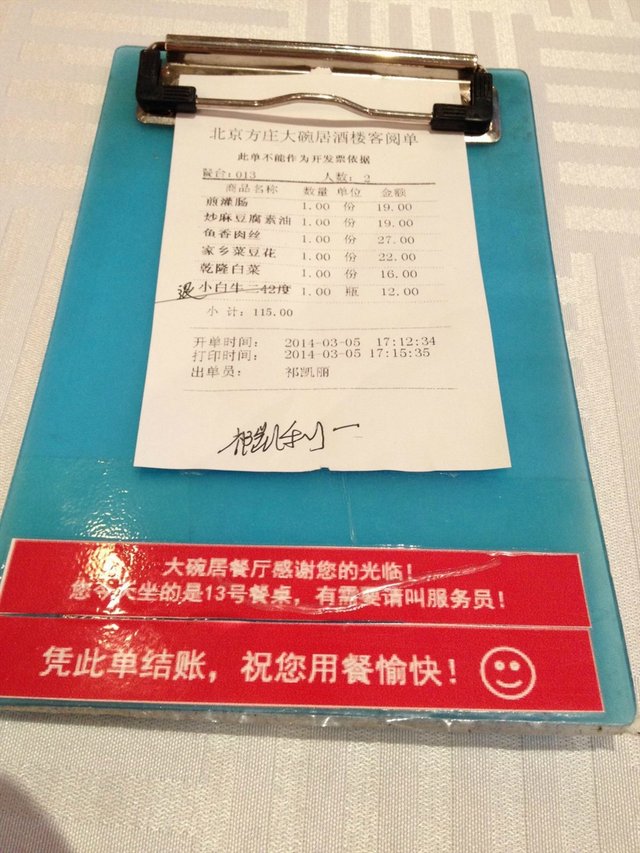 北京方庄大碗居酒楼客阅单
此单不能作为开发票依据
餐台:013 人数: 2
商品名称 数量 单位 金额
煎灌肠 1.00 份 19.00
炒麻豆腐素油 1.00 份 19.00
鱼香肉丝 1.00 份 27.00
家乡菜豆花 1.00 份 22.00
乾隆白菜 1.00 份 16.00
退 小白牛二42度 1.00 瓶 12.00
小 计: 115.00
开单时间: 2014-03-05 17:12:34
打印时间: 2014-03-05 17:15:35
出单员: 祁凯丽
大碗居餐厅感谢您的光临!
您今天坐的是13号餐桌，有需要请叫服务员!
凭此单结账，祝您用餐愉快!